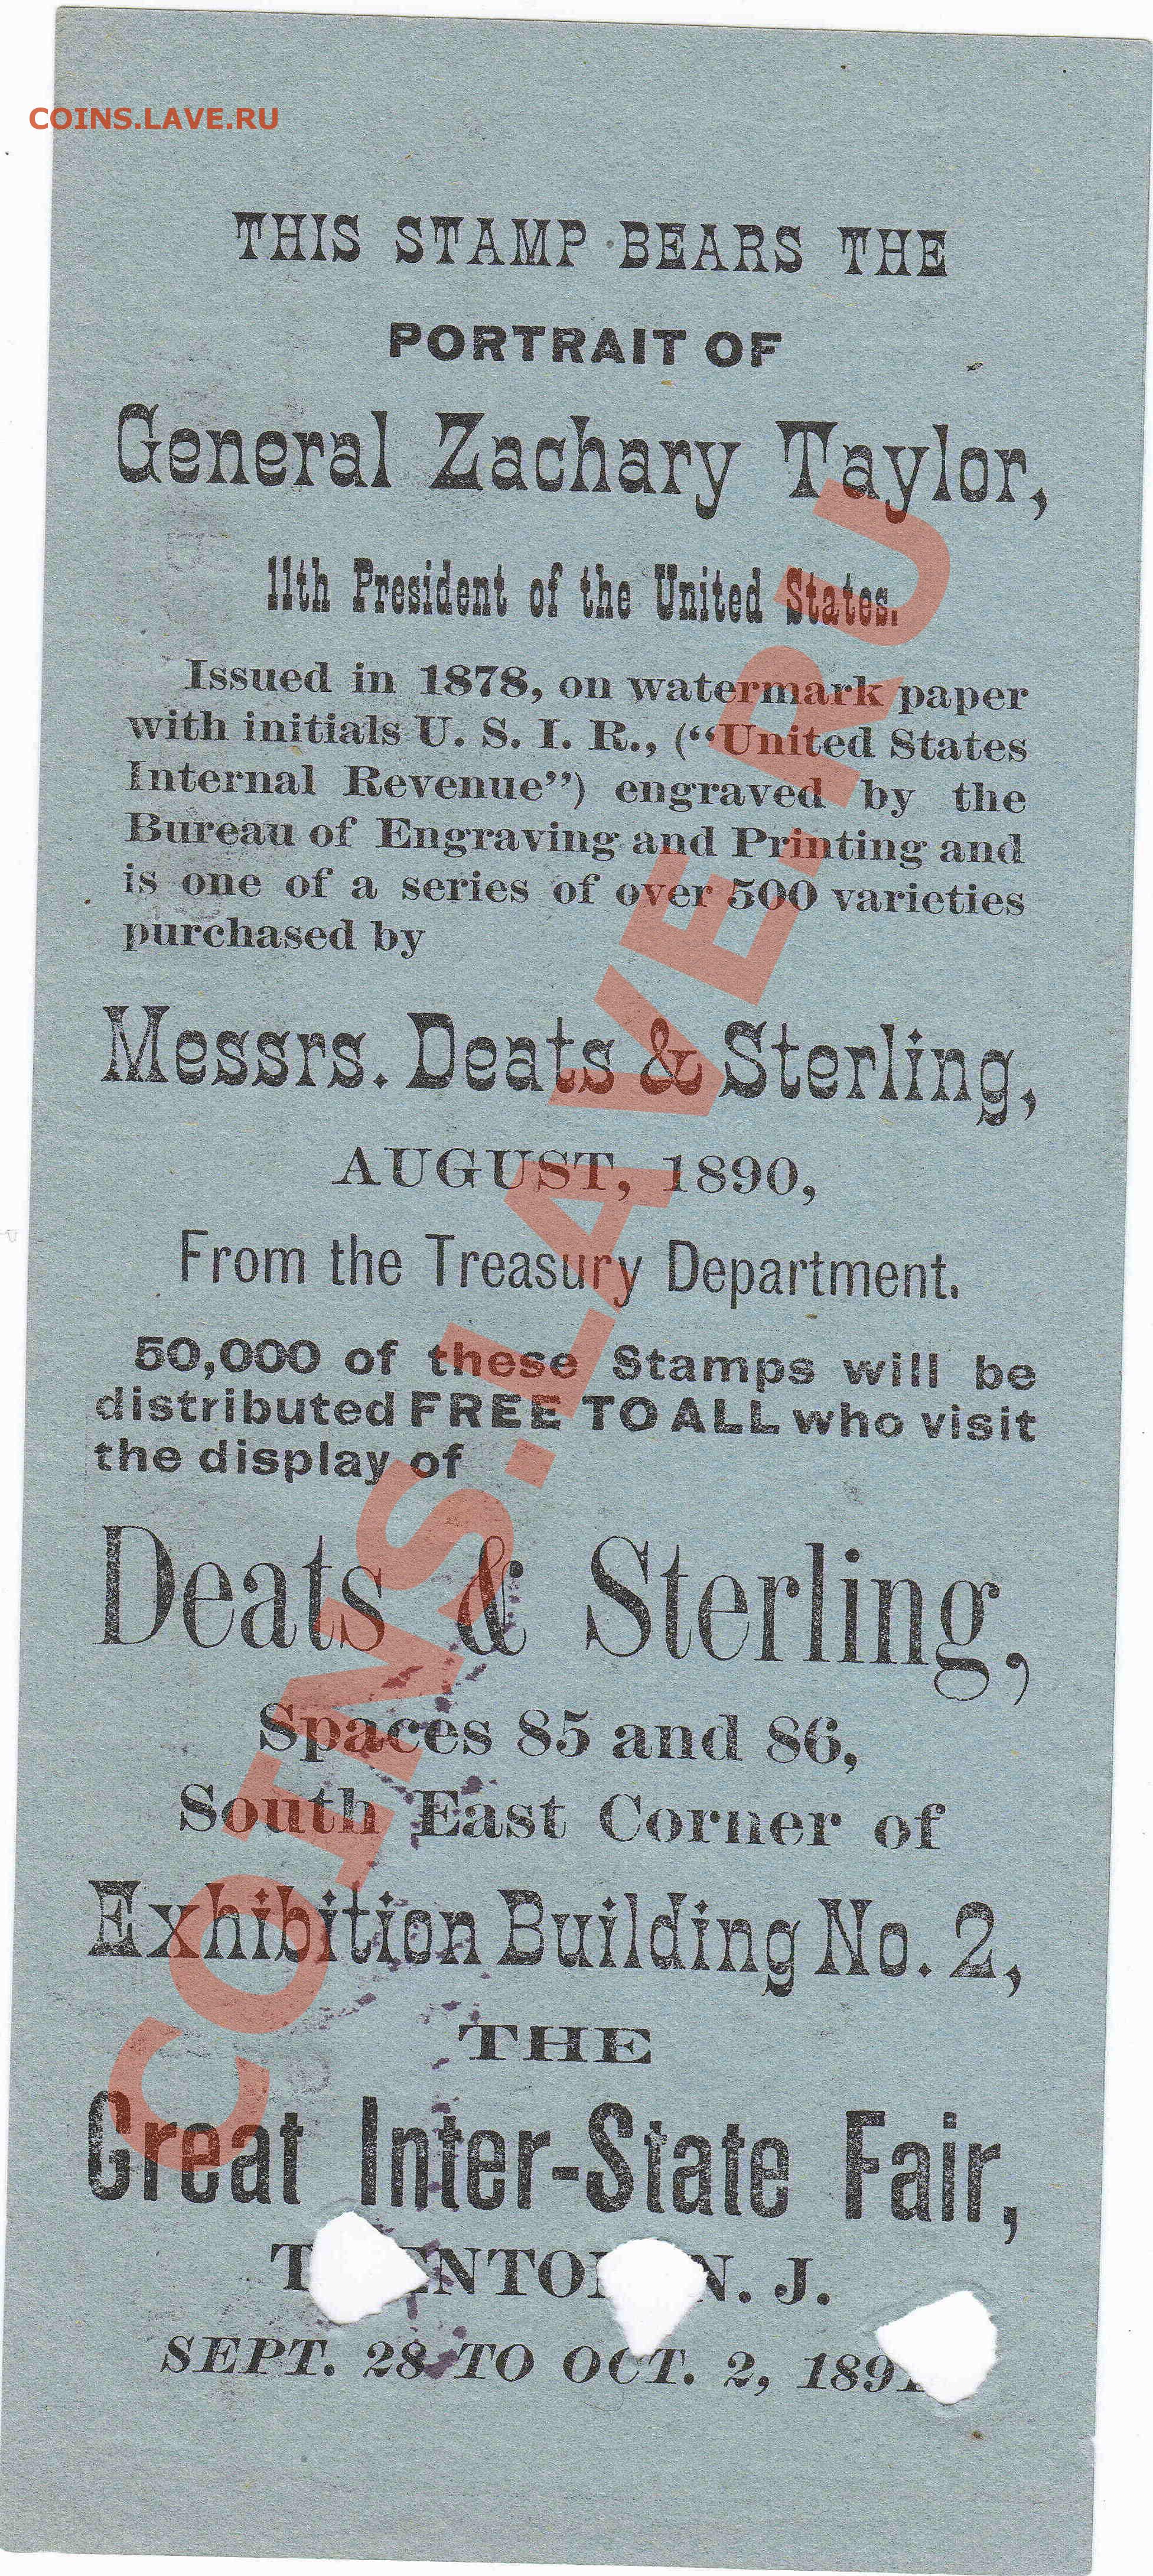 COINS.LAVE.RU
THIS STAMP BEARS THE
PORTRAIT OF
General Zachary Taylor,
11th President of the United States.
Issued in 1878, on watermark paper
with initials U. S. I. R., (“United States
Internal Revenue”) engraved by the
Bureau of Engraving and Printing and
is one of a series of over 500 varieties
purchased by
Messrs. Deats & Sterling,
AUGUST, 1890,
From the Treasury Department.
50,000 of these Stamps will be
distributed FREE TO ALL who visit
the display of
Deats & Sterling,
Spaces 85 and 86,
South East Corner of
Exhibition Building No. 2,
THE
Great Inter-State Fair,
N. J.
SEPT. 28 TO OCT. 2,
COINS.LAVE.RU